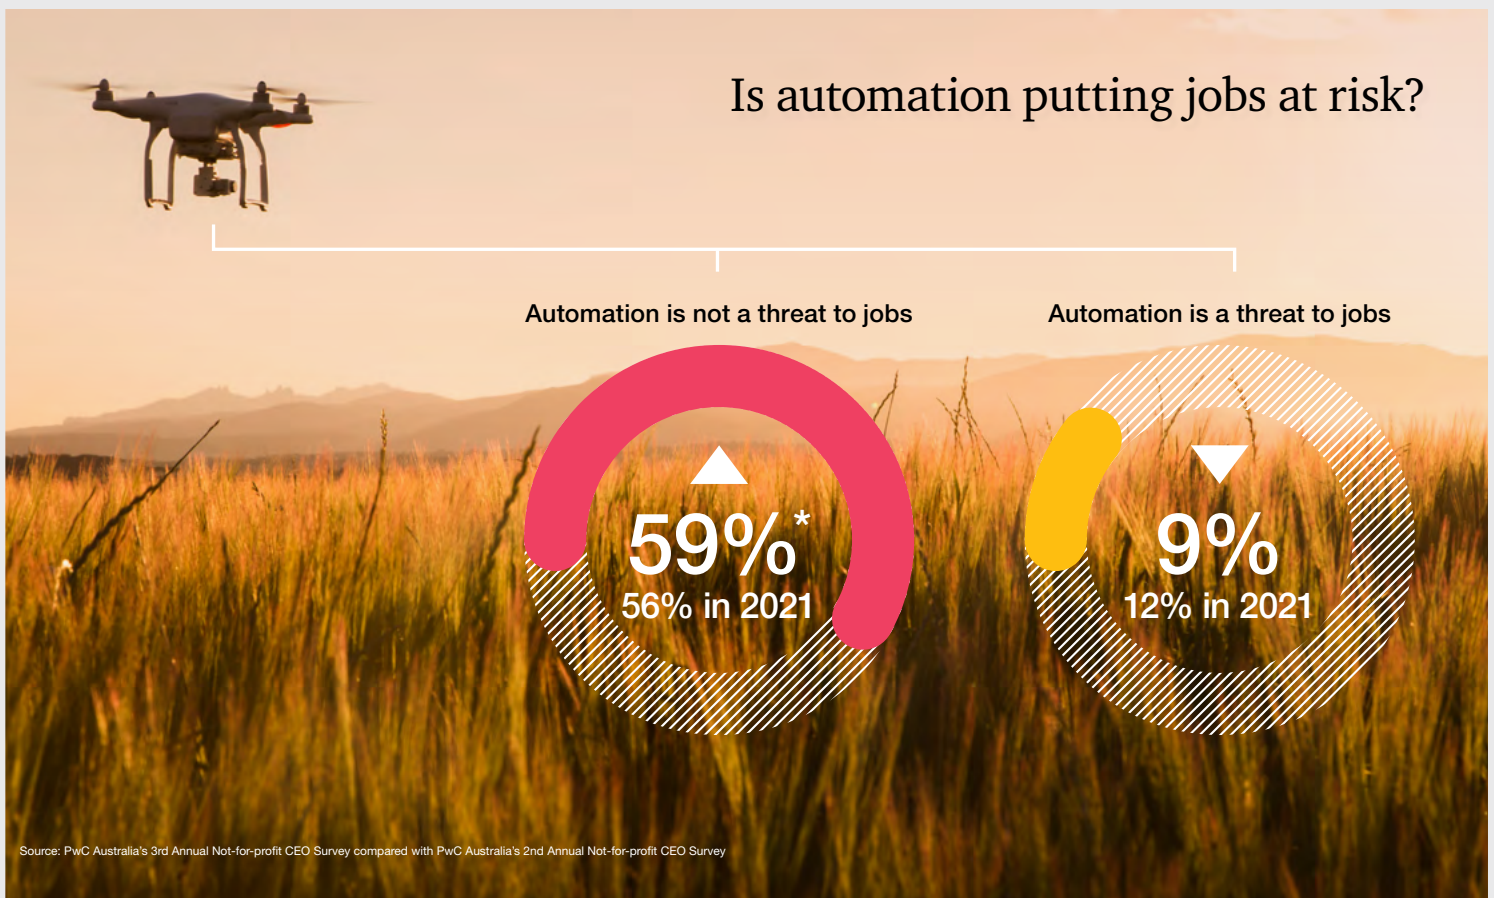 Is automation putting jobs at risk?
Automation is not a threat to jobs
Automation is a threat to jobs
59%*
56% in 2021
9%
12% in 2021
Source: PwC Australia's 3rd Annual Not-for-profit CEO Survey compared with PwC Australia's 2nd Annual Not-for-profit CEO Survey